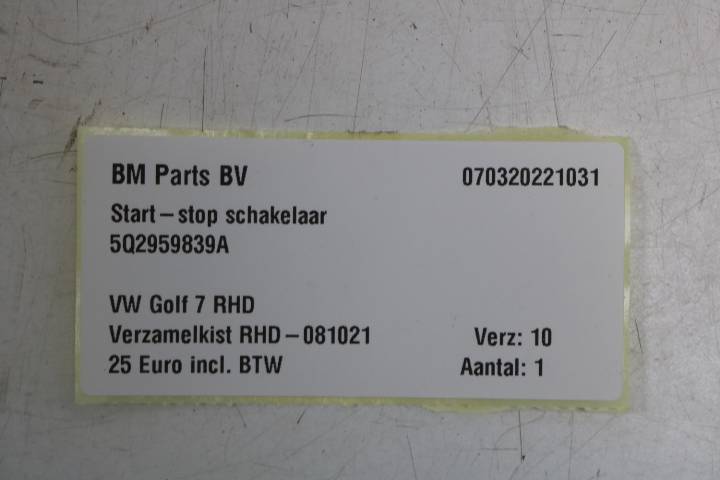 BM Parts BV 070320221031
Start-stop schakelaar
5Q2959839A
VW Golf 7 RHD
Verzamelkist RHD-081021 Verz: 10
25 Euro incl. BTW Aantal: 1